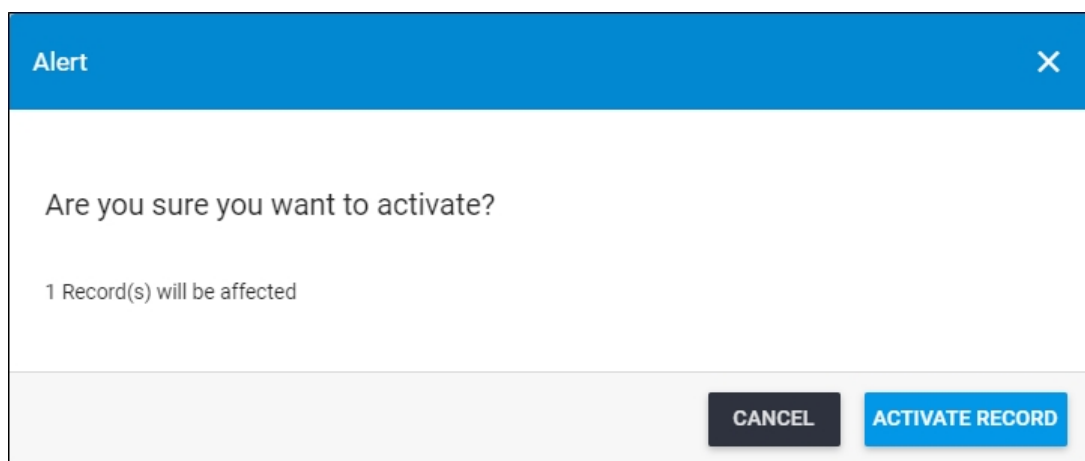 Alert
Are you sure you want to activate?
1 Record(s) will be affected
CANCEL
ACTIVATE RECORD